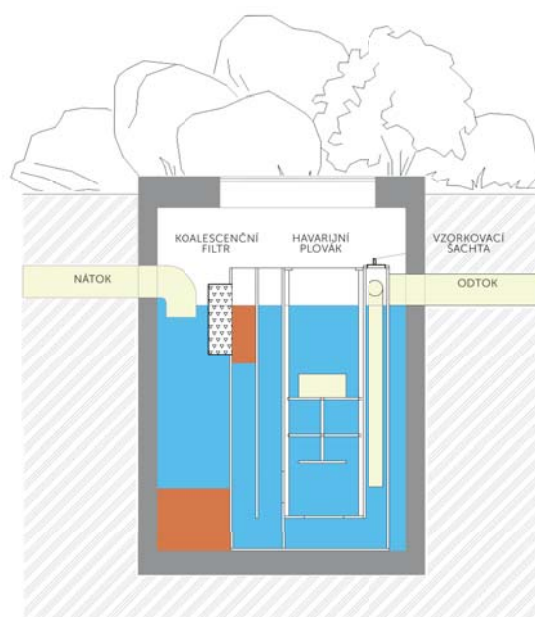 KOALESCENČNÍ
FILTR
HAVARIJNÍ
PLOVÁK
VZORKOVACÍ
ŠACHTA
NÁTOK
ODTOK